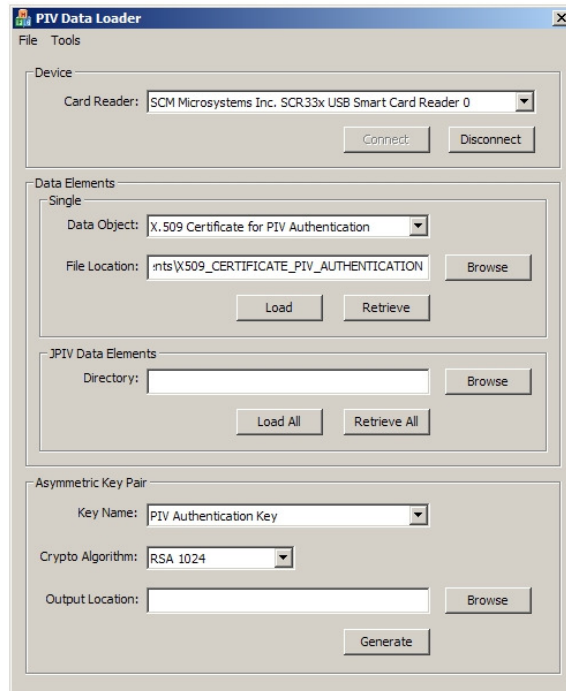 PIV Data Loader
File Tools
Device
Card Reader: SCM Microsystems Inc. SCR33x USB Smart Card Reader 0
Connect Disconnect
Data Elements
Single
Data Object: X.509 Certificate for PIV Authentication
File Location: nts\X509_CERTIFICATE_PIV_AUTHENTICATION Browse
Load Retrieve
JPIV Data Elements
Directory: Browse
Load All Retrieve All
Asymmetric Key Pair
Key Name: PIV Authentication Key
Crypto Algorithm: RSA 1024
Output Location: Browse
Generate